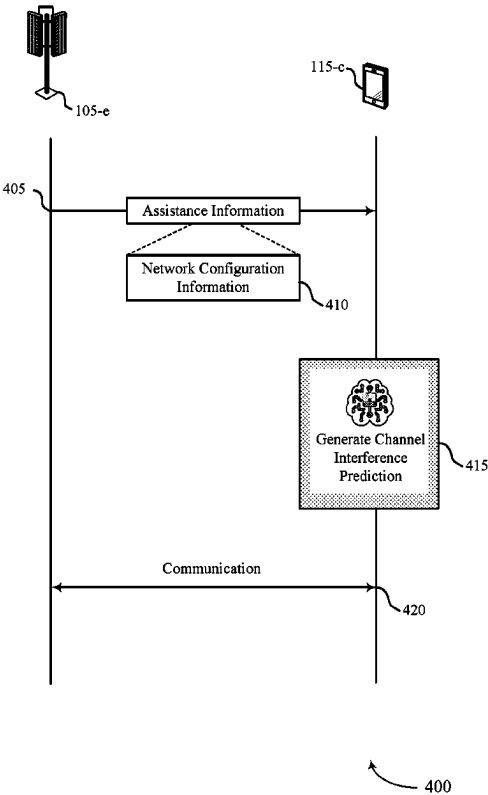 105-e
115-c
405
Assistance Information
Network Configuration
Information
410
Generate Channel
Interference
Prediction
415
Communication
420
400